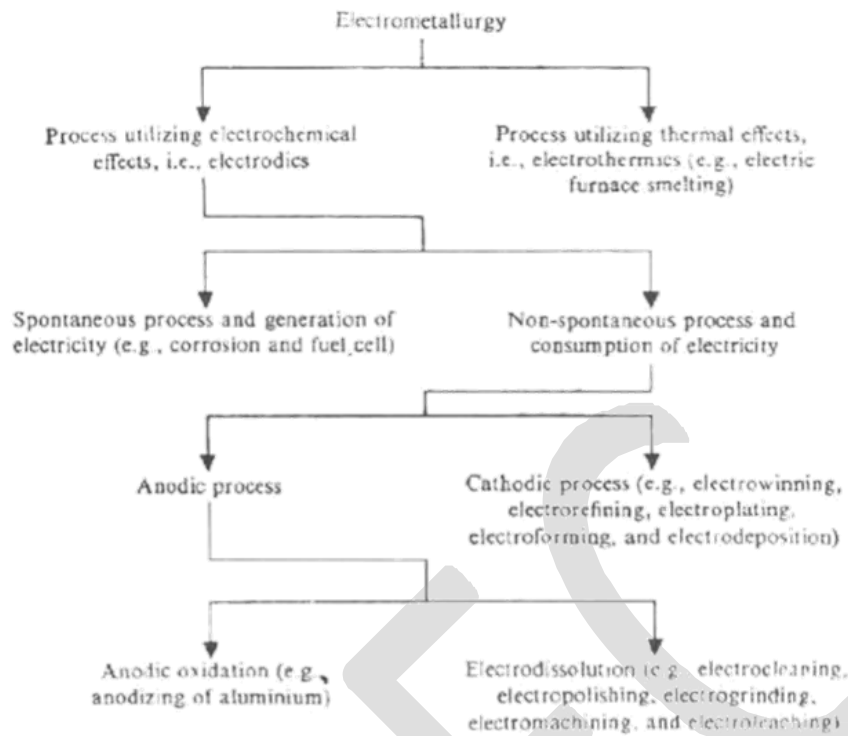 Electrometallurgy
Process utilizing electrochemical
effects, i.e., electrodics
Process utilizing thermal effects,
i.e., electrothermics (e.g., electric
furnace smelting)
Spontaneous process and generation of
electricity (e.g., corrosion and fuel cell)
Non-spontaneous process and
consumption of electricity
Anodic process
Cathodic process (e.g., electrowinning,
electrorefining, electroplating,
electroforming, and electrodeposition)
Anodic oxidation (e.g.,
anodizing of aluminium)
Electrodissolution (e.g., electrocleaning,
electropolishing, electrogrinding,
electromachining, and electroleaching)